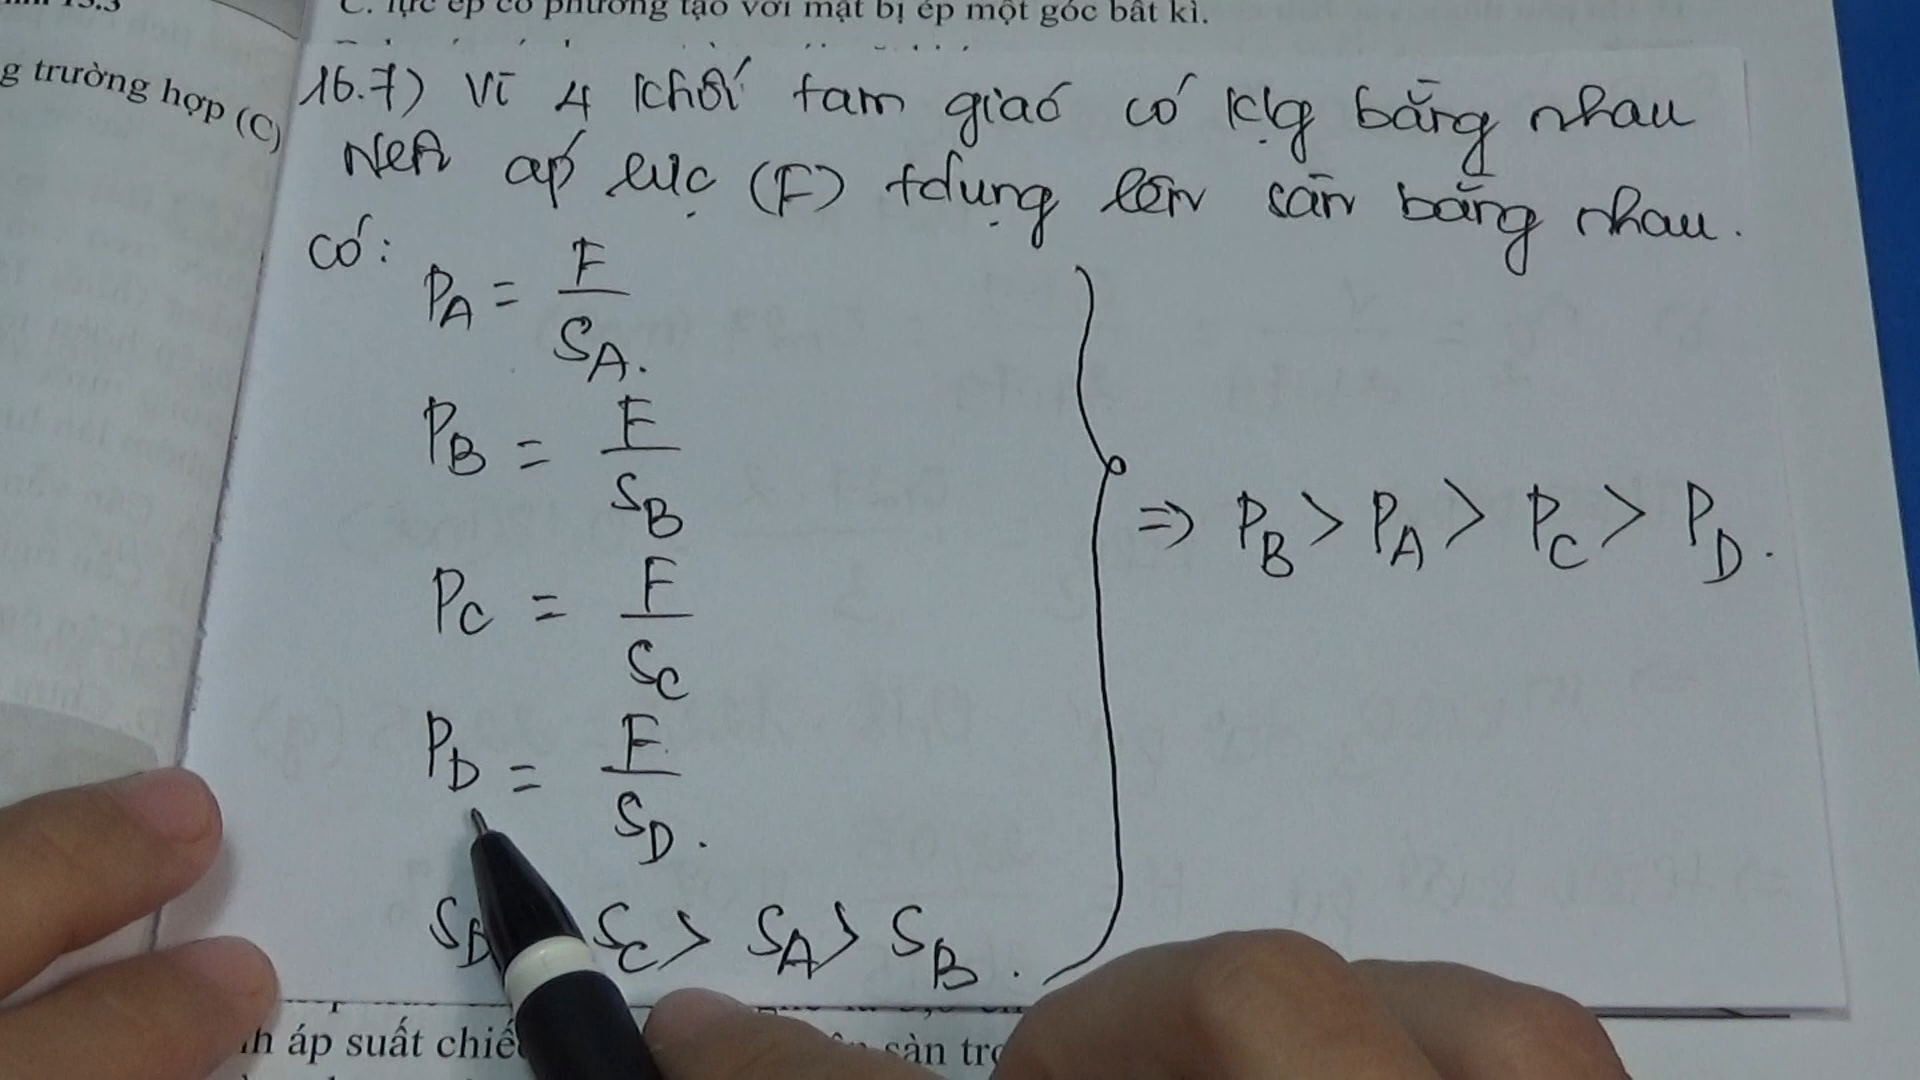 C. lực ép có phương tạo với mặt bị ép một góc bất kì.
g trường hợp (C)
16.7) Vì 4 khối tam giác có klg bằng nhau
Nên áp lực (F) tdụng lên sàn bằng nhau.
có:
P_A = F / S_A.
P_B = F / S_B
P_C = F / S_C
P_D = F / S_D.
S_D S_C > S_A > S_B.
=> P_B > P_A > P_C > P_D.
áp suất
sàn